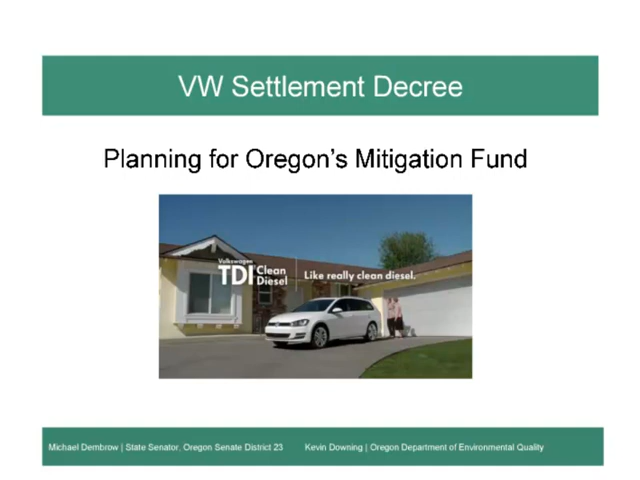 VW Settlement Decree
Planning for Oregon's Mitigation Fund
Volkswagen
TDI Clean Diesel
Like really clean diesel.
Michael Dembrow | State Senator, Oregon Senate District 23 Kevin Downing | Oregon Department of Environmental Quality